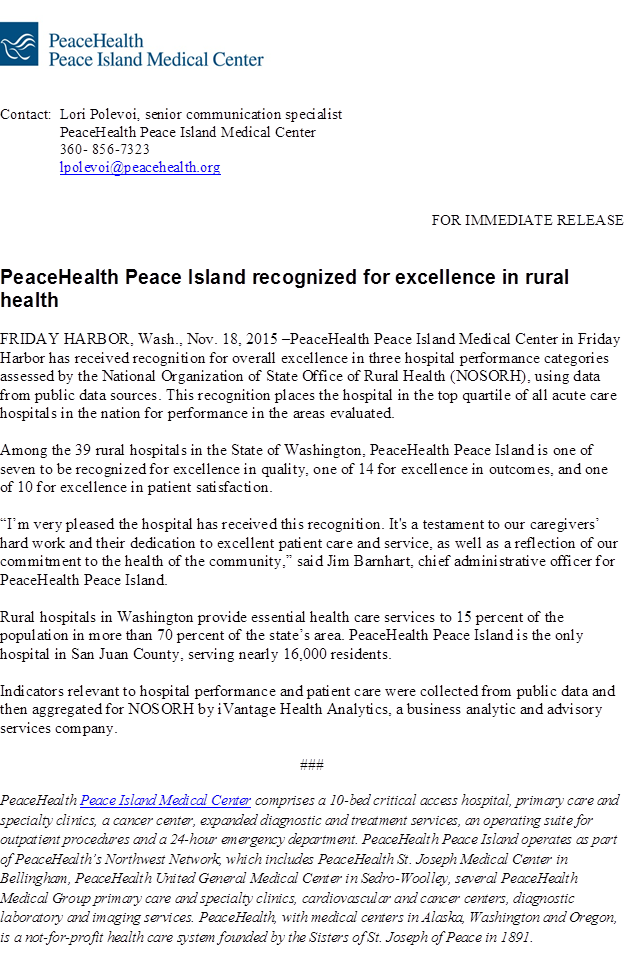 PeaceHealth
Peace Island Medical Center
Contact: Lori Polevoi, senior communication specialist
PeaceHealth Peace Island Medical Center
360- 856-7323
lpolevoi@peacehealth.org
FOR IMMEDIATE RELEASE
PeaceHealth Peace Island recognized for excellence in rural
health
FRIDAY HARBOR, Wash., Nov. 18, 2015 –PeaceHealth Peace Island Medical Center in Friday
Harbor has received recognition for overall excellence in three hospital performance categories
assessed by the National Organization of State Office of Rural Health (NOSORH), using data
from public data sources. This recognition places the hospital in the top quartile of all acute care
hospitals in the nation for performance in the areas evaluated.
Among the 39 rural hospitals in the State of Washington, PeaceHealth Peace Island is one of
seven to be recognized for excellence in quality, one of 14 for excellence in outcomes, and one
of 10 for excellence in patient satisfaction.
“I’m very pleased the hospital has received this recognition. It's a testament to our caregivers’
hard work and their dedication to excellent patient care and service, as well as a reflection of our
commitment to the health of the community,” said Jim Barnhart, chief administrative officer for
PeaceHealth Peace Island.
Rural hospitals in Washington provide essential health care services to 15 percent of the
population in more than 70 percent of the state’s area. PeaceHealth Peace Island is the only
hospital in San Juan County, serving nearly 16,000 residents.
Indicators relevant to hospital performance and patient care were collected from public data and
then aggregated for NOSORH by iVantage Health Analytics, a business analytic and advisory
services company.
###
PeaceHealth Peace Island Medical Center comprises a 10-bed critical access hospital, primary care and
specialty clinics, a cancer center, expanded diagnostic and treatment services, an operating suite for
outpatient procedures and a 24-hour emergency department. PeaceHealth Peace Island operates as part
of PeaceHealth’s Northwest Network, which includes PeaceHealth St. Joseph Medical Center in
Bellingham, PeaceHealth United General Medical Center in Sedro-Woolley, several PeaceHealth
Medical Group primary care and specialty clinics, cardiovascular and cancer centers, diagnostic
laboratory and imaging services. PeaceHealth, with medical centers in Alaska, Washington and Oregon,
is a not-for-profit health care system founded by the Sisters of St. Joseph of Peace in 1891.